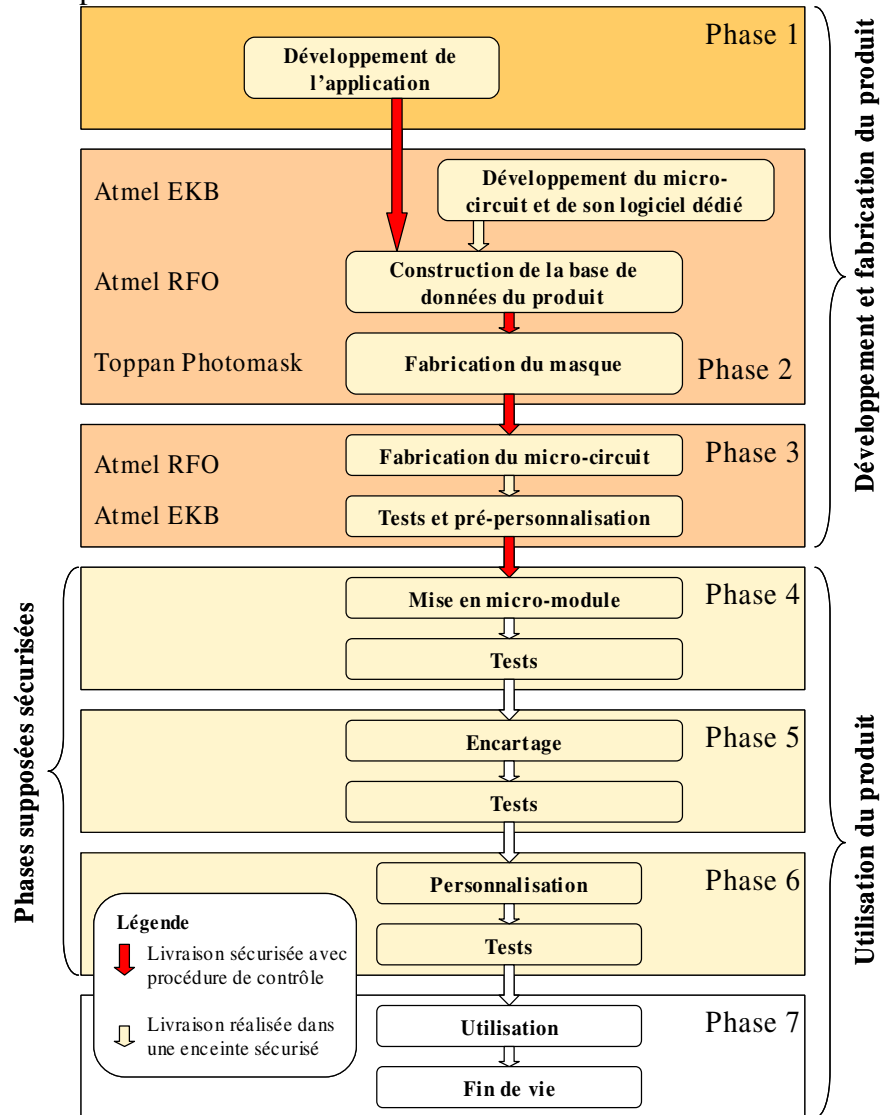 Phase 1
Développement de
l'application
Développement et fabrication du produit
Atmel EKB
Développement du micro-
circuit et de son logiciel dédié
Atmel RFO
Construction de la base de
données du produit
Toppan Photomask
Fabrication du masque
Phase 2
Phase 3
Atmel RFO
Fabrication du micro-circuit
Atmel EKB
Tests et pré-personnalisation
Phases supposées sécurisées
Phase 4
Mise en micro-module
Tests
Utilisation du produit
Phase 5
Encartage
Tests
Phase 6
Personnalisation
Tests
Légende
Livraison sécurisée avec
procédure de contrôle
Livraison réalisée dans
une enceinte sécurisé
Phase 7
Utilisation
Fin de vie